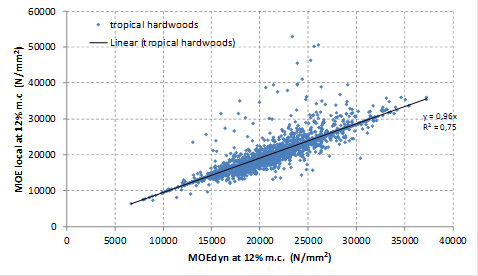 60000
50000
40000
30000
20000
10000
0
MOE local at 12% m.c (N/mm²)
tropical hardwoods
Linear (tropical hardwoods)
y = 0,96x
R² = 0,75
0 5000 10000 15000 20000 25000 30000 35000 40000
MOEdyn at 12% m.c. (N/mm²)